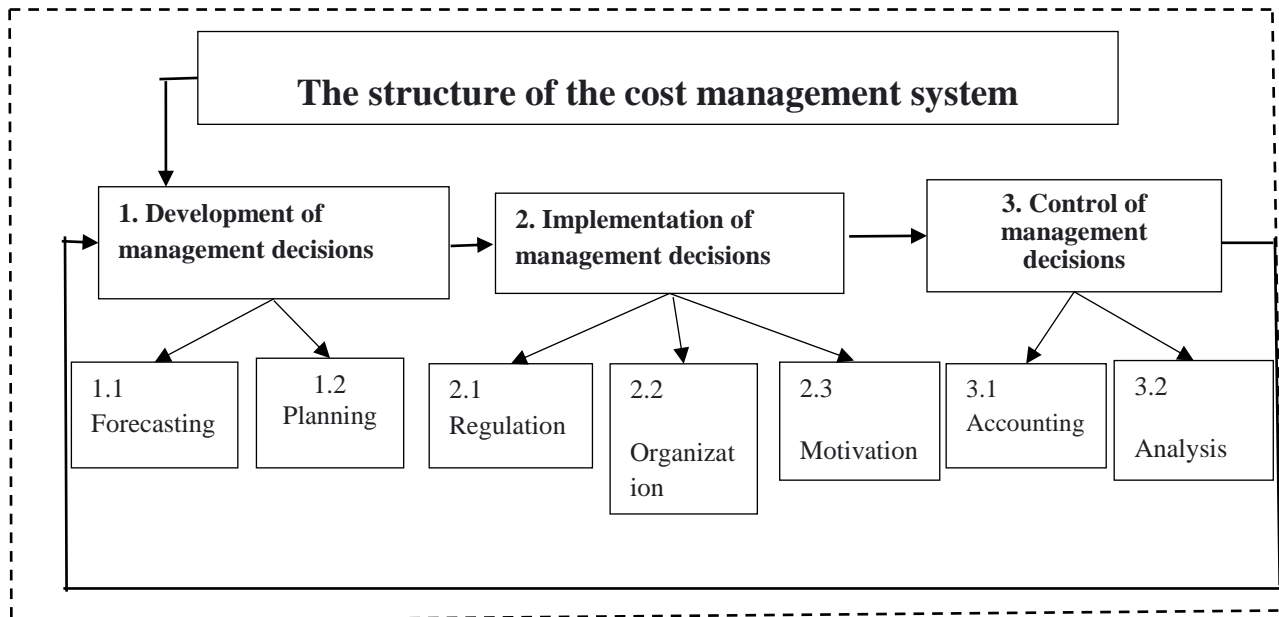 The structure of the cost management system
1. Development of
management decisions
2. Implementation of
management decisions
3. Control of
management
decisions
1.1
Forecasting
1.2
Planning
2.1
Regulation
2.2
Organizat
ion
2.3
Motivation
3.1
Accounting
3.2
Analysis